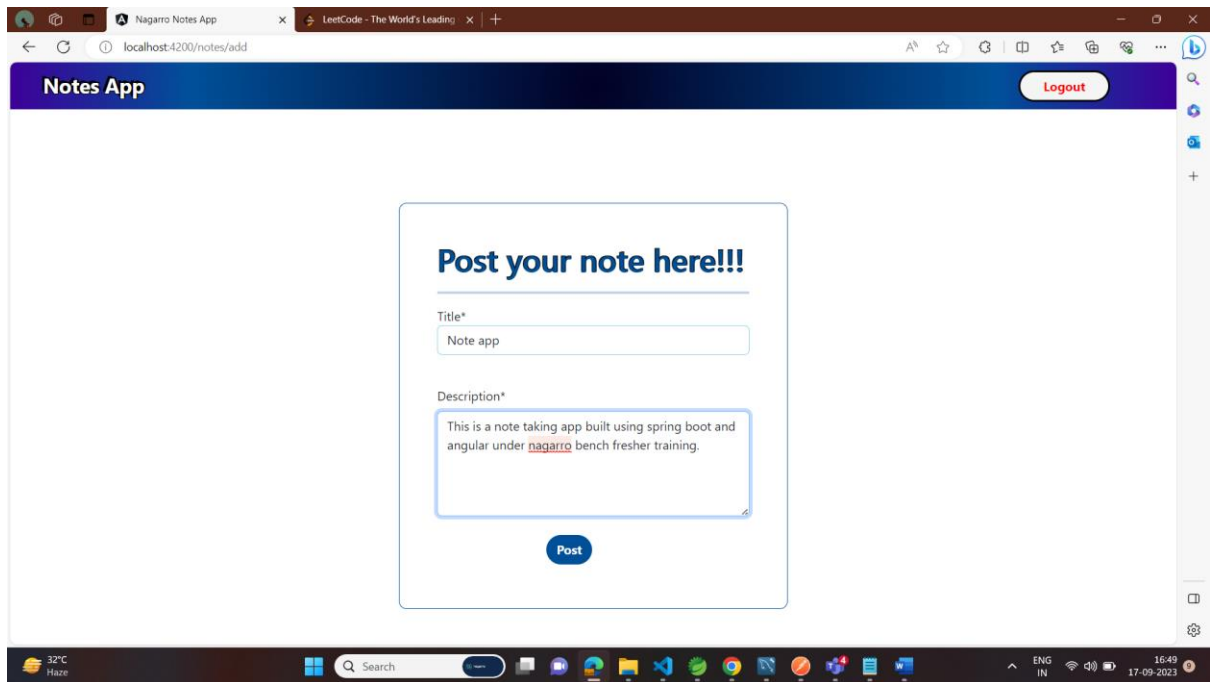 Nagarro Notes App
LeetCode - The World's Leading
localhost:4200/notes/add
Notes App
Logout
Post your note here!!!
Title*
Note app
Description*
This is a note taking app built using spring boot and
angular under nagarro bench fresher training.
Post
32°C
Haze
Search
ENG
IN
16:49
17-09-2023